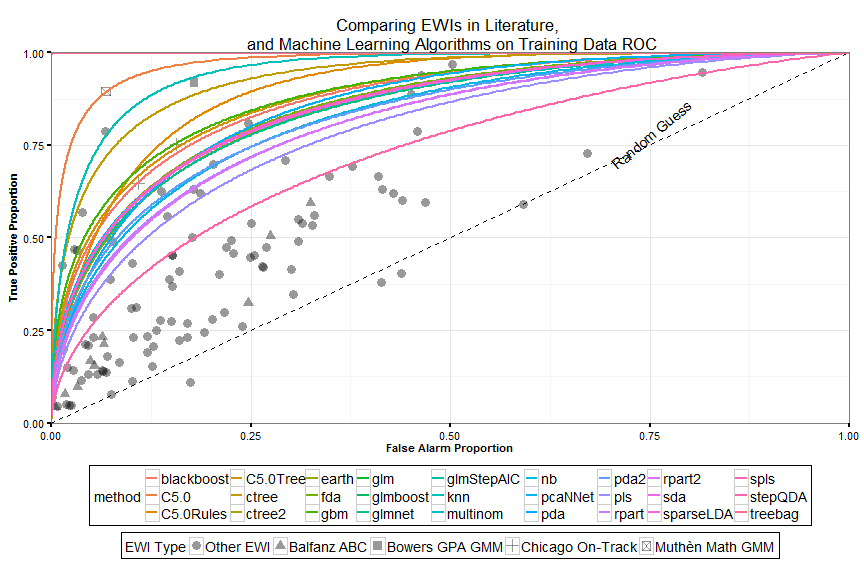 Comparing EWIs in Literature,
and Machine Learning Algorithms on Training Data ROC
1.00
0.75
0.50
0.25
0.00
True Positive Proportion
Random Guess
0.00 0.25 0.50 0.75 1.00
False Alarm Proportion
method
blackboost C5.0Tree earth glm glmStepAIC nb pda2 rpart2 spls
C5.0 ctree fda glmboost knn pcaNNet pls sda stepQDA
C5.0Rules ctree2 gbm glmnet multinom pda rpart sparseLDA treebag
EWI Type Other EWI Balfanz ABC Bowers GPA GMM Chicago On-Track Muthèn Math GMM